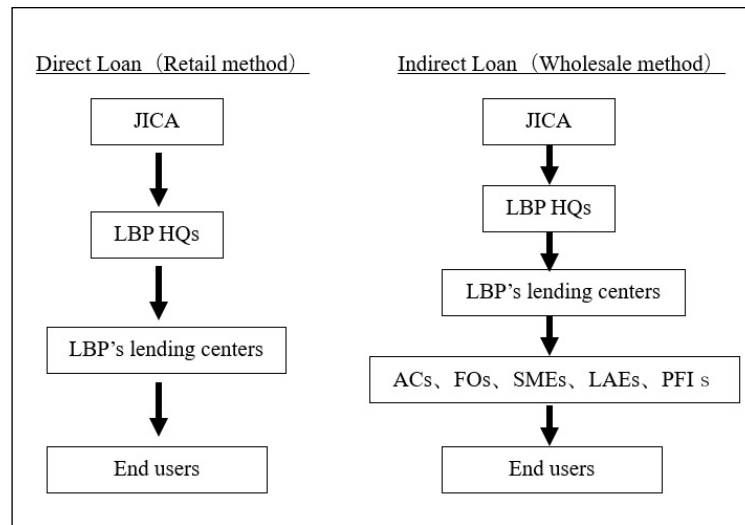 Direct Loan（Retail method）
JICA
LBP HQs
LBP’s lending centers
End users
Indirect Loan（Wholesale method）
JICA
LBP HQs
LBP’s lending centers
ACs、FOs、SMEs、LAEs、PFIｓ
End users